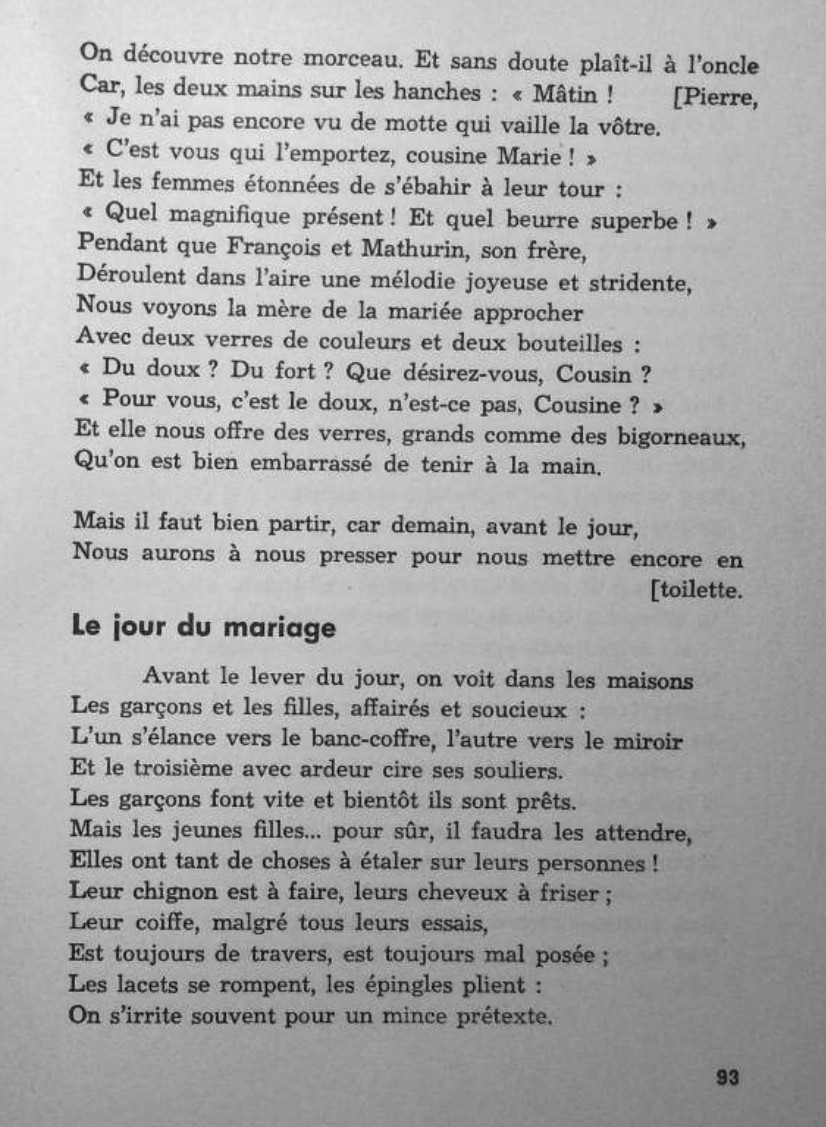 On découvre notre morceau. Et sans doute plaît-il à l'oncle
Car, les deux mains sur les hanches : « Mâtin ! [Pierre,
« Je n'ai pas encore vu de motte qui vaille la vôtre.
« C'est vous qui l'emportez, cousine Marie ! »
Et les femmes étonnées de s'ébahir à leur tour :
« Quel magnifique présent ! Et quel beurre superbe ! »
Pendant que François et Mathurin, son frère,
Déroulent dans l'aire une mélodie joyeuse et stridente,
Nous voyons la mère de la mariée approcher
Avec deux verres de couleurs et deux bouteilles :
« Du doux ? Du fort ? Que désirez-vous, Cousin ?
« Pour vous, c'est le doux, n'est-ce pas, Cousine ? »
Et elle nous offre des verres, grands comme des bigorneaux,
Qu'on est bien embarrassé de tenir à la main.
Mais il faut bien partir, car demain, avant le jour,
Nous aurons à nous presser pour nous mettre encore en
[toilette.
Le jour du mariage
Avant le lever du jour, on voit dans les maisons
Les garçons et les filles, affairés et soucieux :
L'un s'élance vers le banc-coffre, l'autre vers le miroir
Et le troisième avec ardeur cire ses souliers.
Les garçons font vite et bientôt ils sont prêts.
Mais les jeunes filles... pour sûr, il faudra les attendre,
Elles ont tant de choses à étaler sur leurs personnes !
Leur chignon est à faire, leurs cheveux à friser ;
Leur coiffe, malgré tous leurs essais,
Est toujours de travers, est toujours mal posée ;
Les lacets se rompent, les épingles plient :
On s'irrite souvent pour un mince prétexte.
93